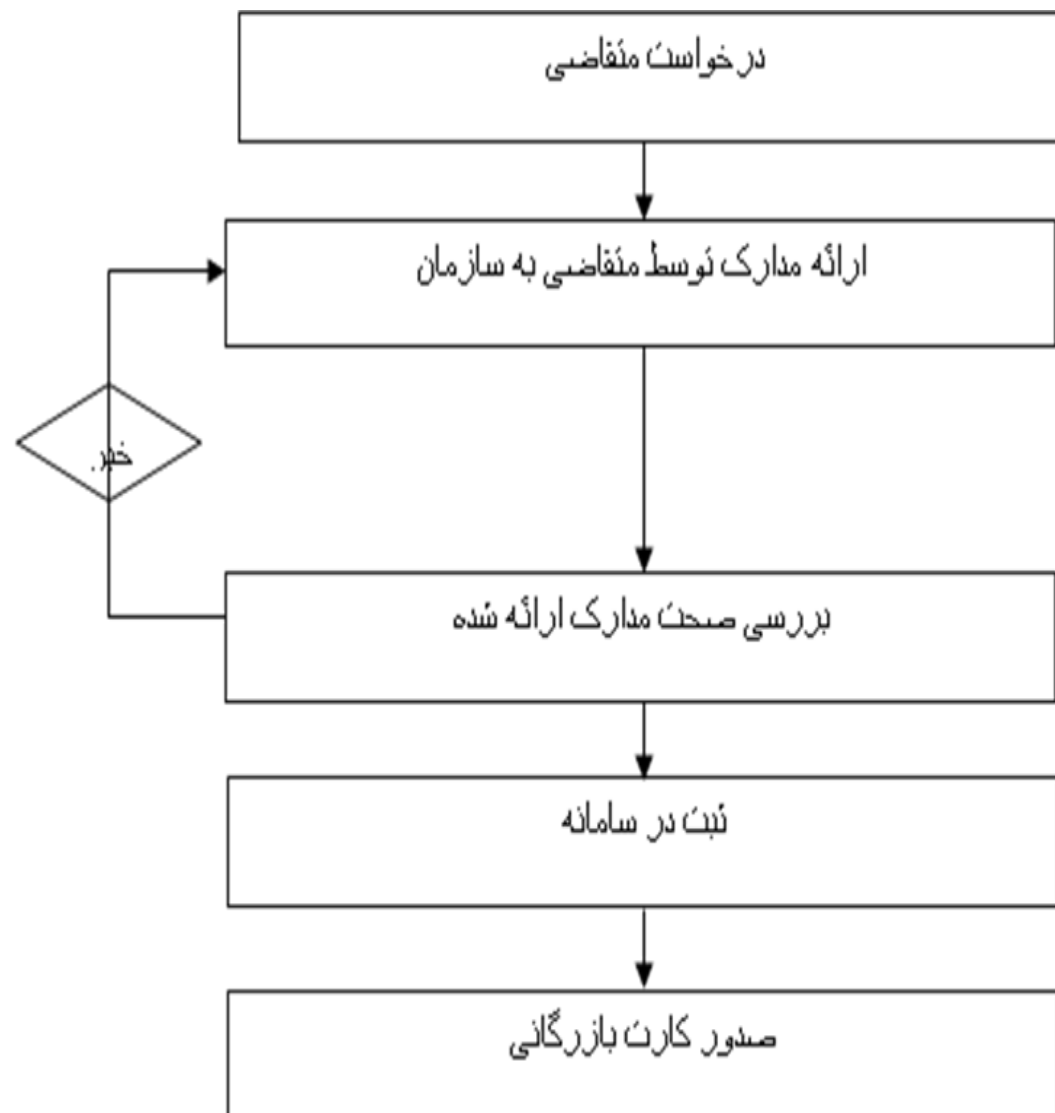 درخواست متقاضی
ارائه مدارک توسط متقاضی به سازمان
خیر
بررسی صحت مدارک ارائه شده
ثبت در سامانه
صدور کارت بازرگانی